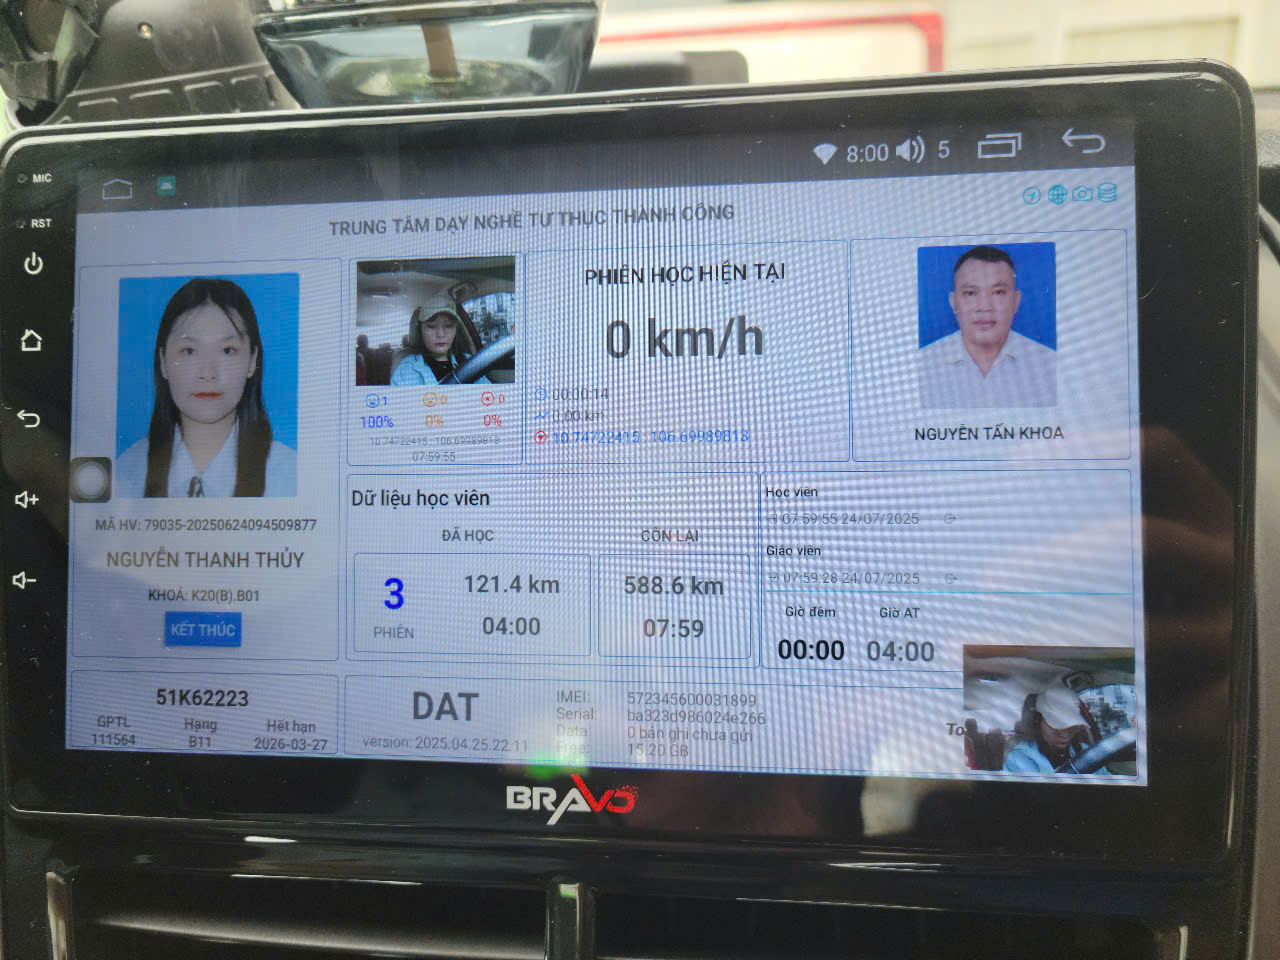 MIC
RST
8:00
5
TRUNG TÂM DẠY NGHỀ TƯ THỤC THÀNH CÔNG
MÃ HV: 79035-20250624094509877
NGUYỄN THANH THỦY
KHOÁ: K20(B).B01
KẾT THÚC
1 0 0
100% 0% 0%
10.74722415 : 106.69989813
07:59:55
PHIÊN HỌC HIỆN TẠI
0 km/h
00:00:14
0.00 km
10.74722415 : 106.69989813
NGUYỄN TẤN KHOA
Dữ liệu học viên
ĐÃ HỌC
CÒN LẠI
3
PHIÊN
121.4 km
04:00
588.6 km
07:59
Học viên
07:59:55 24/07/2025
Giáo viên
07:59:28 24/07/2025
Giờ đêm Giờ AT
00:00 04:00
51K62223
GPTL Hạng Hết hạn
111564 B11 2026-03-27
DAT
version: 2025.04.25.22.11
IMEI: 572345600031899
Serial: ba323d986024e266
Data: 0 bản ghi chưa gửi
Free: 15.20 GB
BRAVO